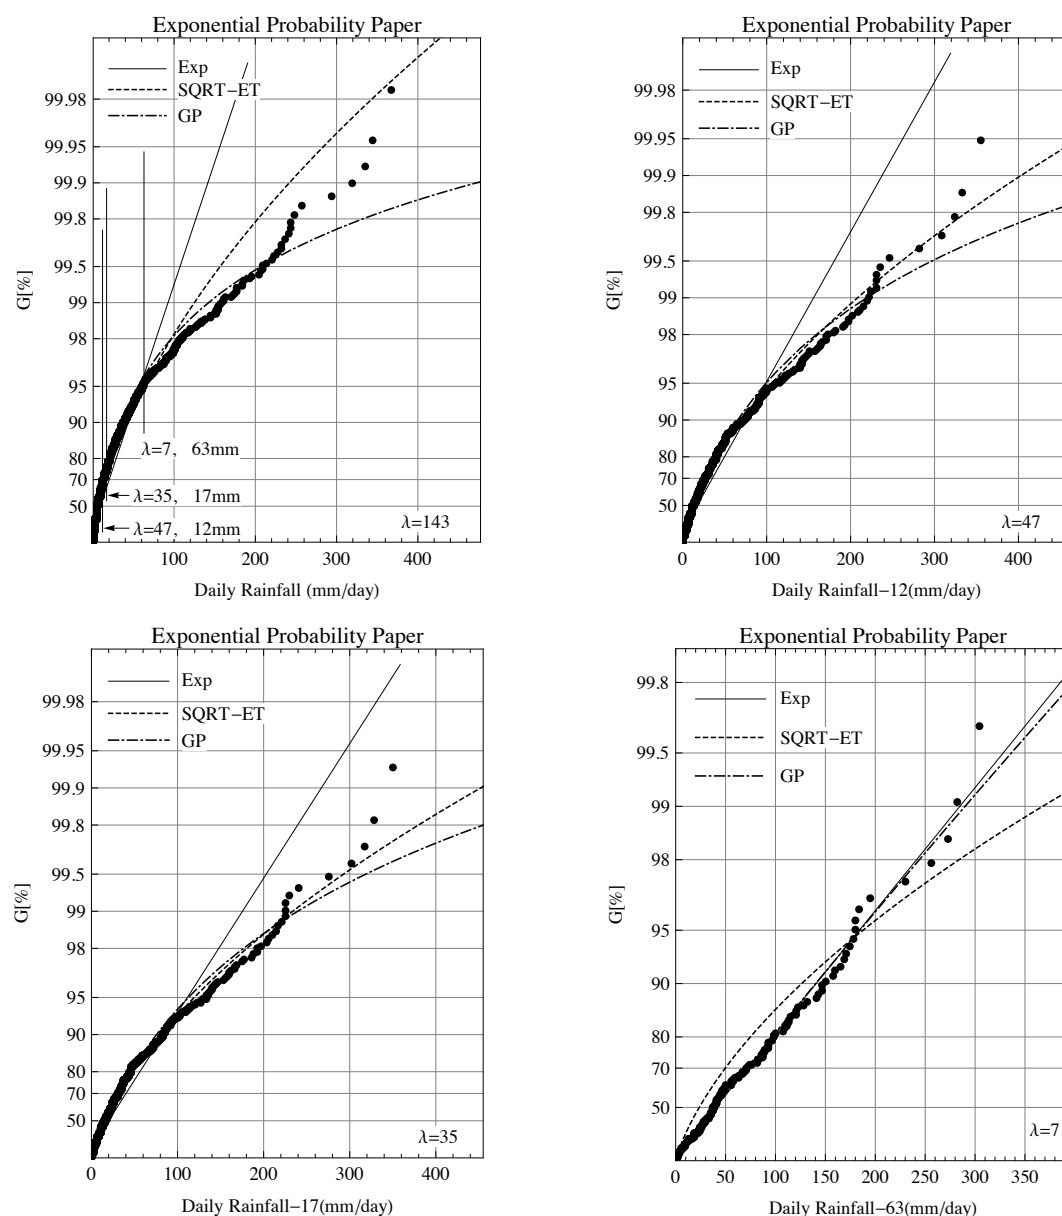 Exponential Probability Paper
Exp
SQRT−ET
GP
99.98
99.95
99.9
99.8
99.5
99
98
95
90
80
70
50
G[%]
λ=7, 63mm
λ=35, 17mm
λ=47, 12mm
λ=143
100
200
300
400
Daily Rainfall (mm/day)
Exponential Probability Paper
Exp
SQRT−ET
GP
99.98
99.95
99.9
99.8
99.5
99
98
95
90
80
70
50
G[%]
λ=47
0
100
200
300
400
Daily Rainfall−12(mm/day)
Exponential Probability Paper
Exp
SQRT−ET
GP
99.98
99.95
99.9
99.8
99.5
99
98
95
90
80
70
50
G[%]
λ=35
0
100
200
300
400
Daily Rainfall−17(mm/day)
Exponential Probability Paper
Exp
SQRT−ET
GP
99.8
99.5
99
98
95
90
80
70
50
G[%]
λ=7
0
50
100
150
200
250
300
350
Daily Rainfall−63(mm/day)